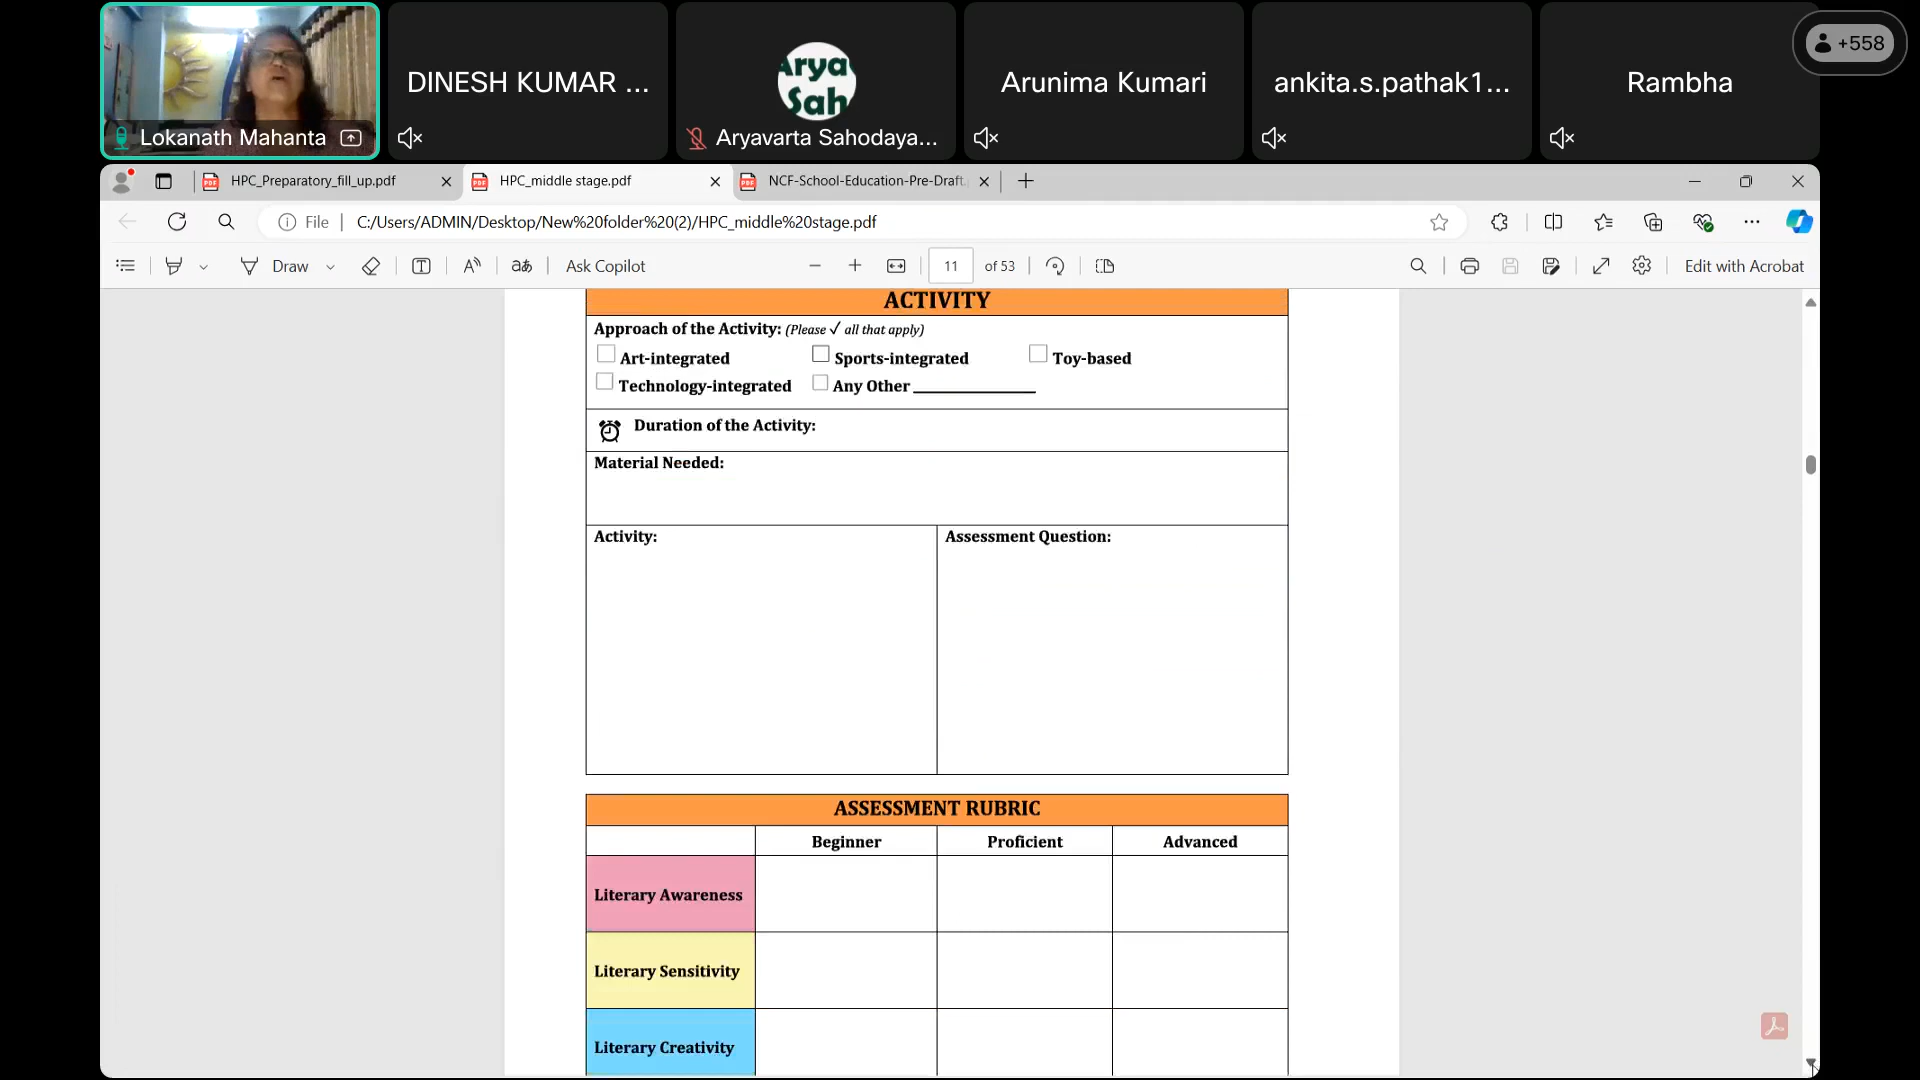 DINESH KUMAR ...
Arunima Kumari
ankita.s.pathak1...
Rambha
+558
Arya
Sah
Lokanath Mahanta
Aryavarta Sahodaya...
HPC_Preparatory_fill_up.pdf
HPC_middle stage.pdf
NCF-School-Education-Pre-Draft.
File
C:/Users/ADMIN/Desktop/New%20folder%20(2)/HPC_middle%20stage.pdf
Draw
Ask Copilot
11 of 53
Edit with Acrobat
ACTIVITY
Approach of the Activity: (Please ✓ all that apply)
Art-integrated Sports-integrated Toy-based
Technology-integrated Any Other _______________
Duration of the Activity:
Material Needed:
Activity: Assessment Question:
ASSESSMENT RUBRIC
Beginner Proficient Advanced
Literary Awareness
Literary Sensitivity
Literary Creativity